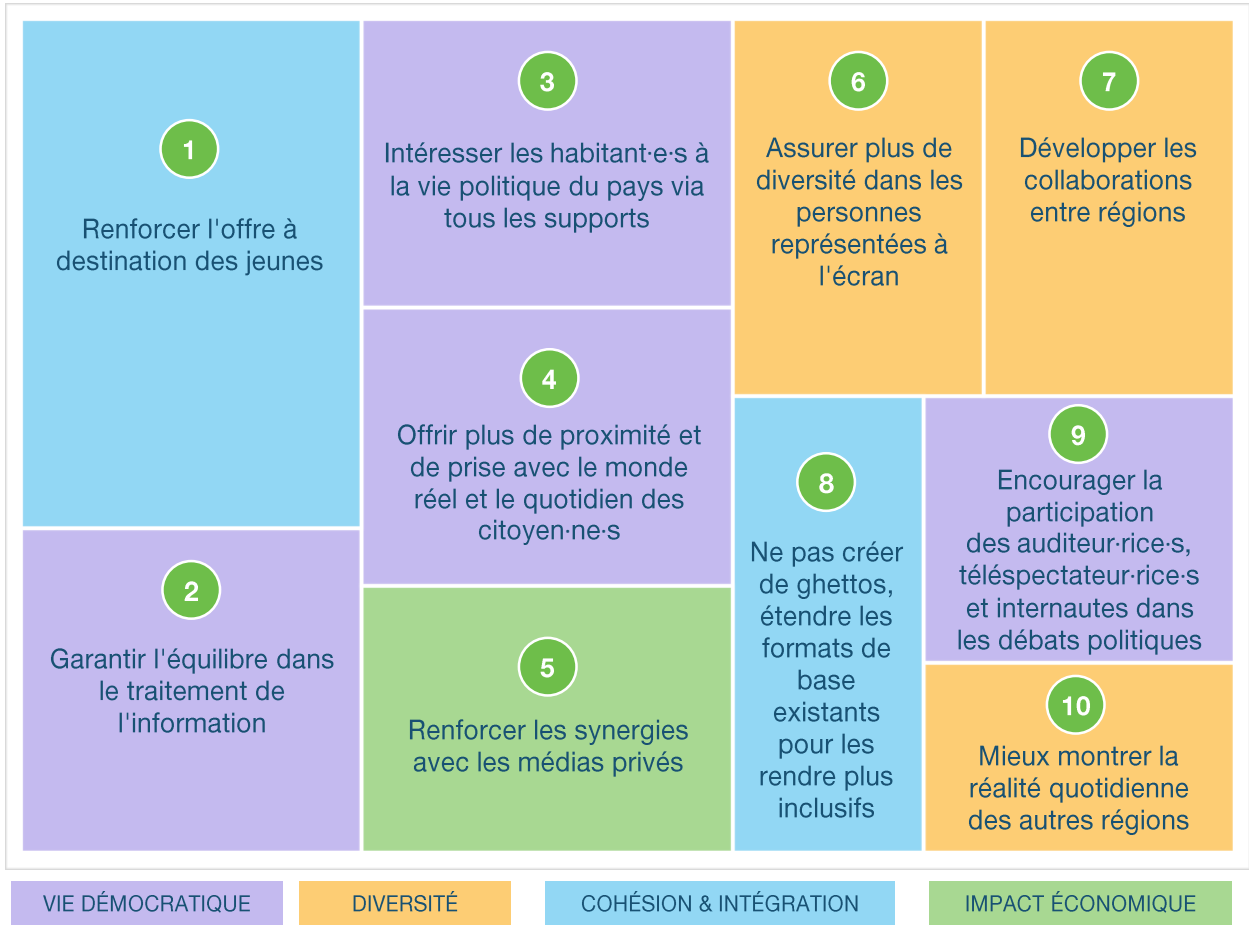 1
Renforcer l'offre à
destination des jeunes
2
Garantir l'équilibre dans
le traitement de
l'information
3
Intéresser les habitant·e·s à
la vie politique du pays via
tous les supports
4
Offrir plus de proximité et
de prise avec le monde
réel et le quotidien des
citoyen·ne·s
5
Renforcer les synergies
avec les médias privés
6
Assurer plus de
diversité dans les
personnes
représentées à
l'écran
7
Développer les
collaborations
entre régions
8
Ne pas créer
de ghettos,
étendre les
formats de
base
existants
pour les
rendre plus
inclusifs
9
Encourager la
participation
des auditeur·rice·s,
téléspectateur·rice·s
et internautes dans
les débats politiques
10
Mieux montrer la
réalité quotidienne
des autres régions
VIE DÉMOCRATIQUE
DIVERSITÉ
COHÉSION & INTÉGRATION
IMPACT ÉCONOMIQUE